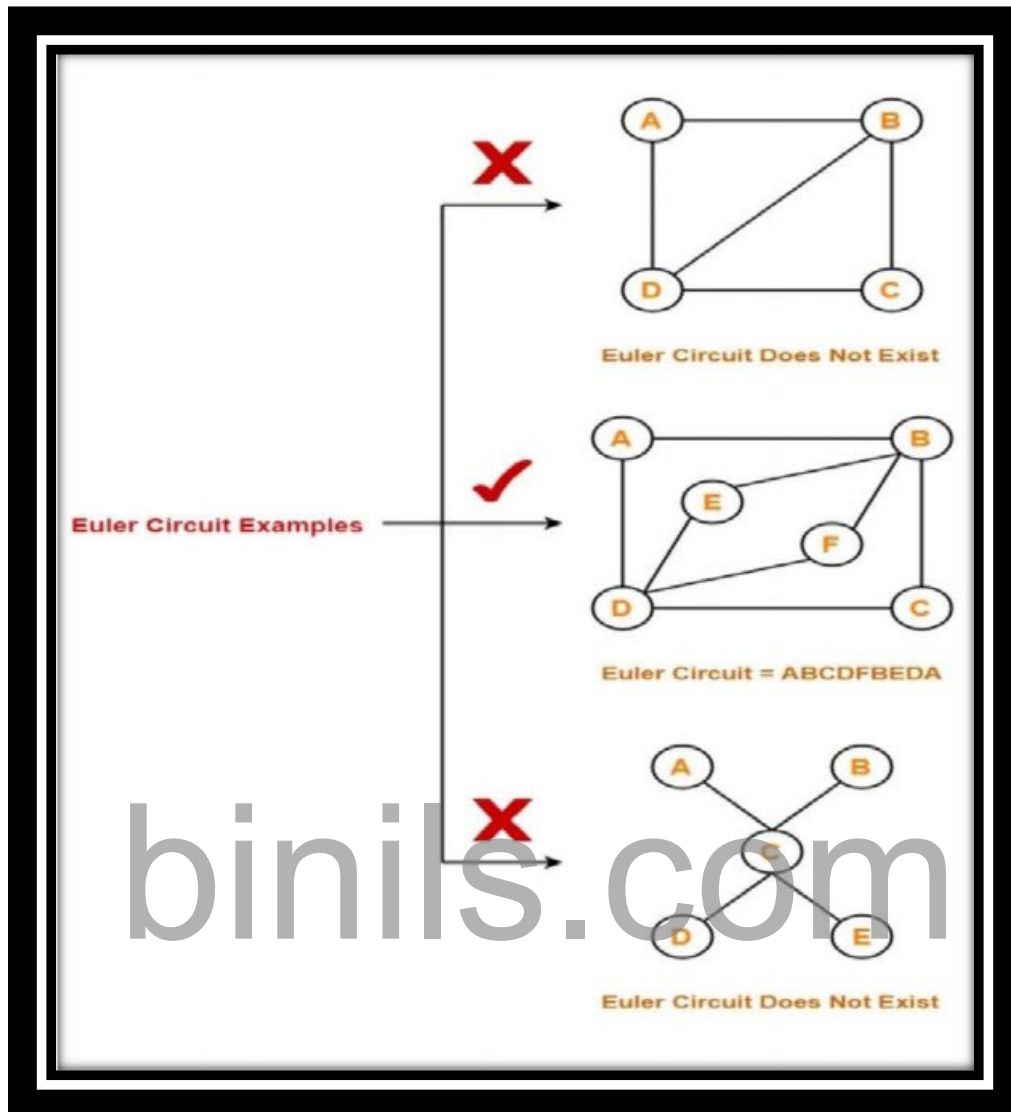 A B
D C
Euler Circuit Does Not Exist
A B
E
F
D C
Euler Circuit = ABCDFBEDA
Euler Circuit Examples
A B
C
D E
Euler Circuit Does Not Exist
binils.com